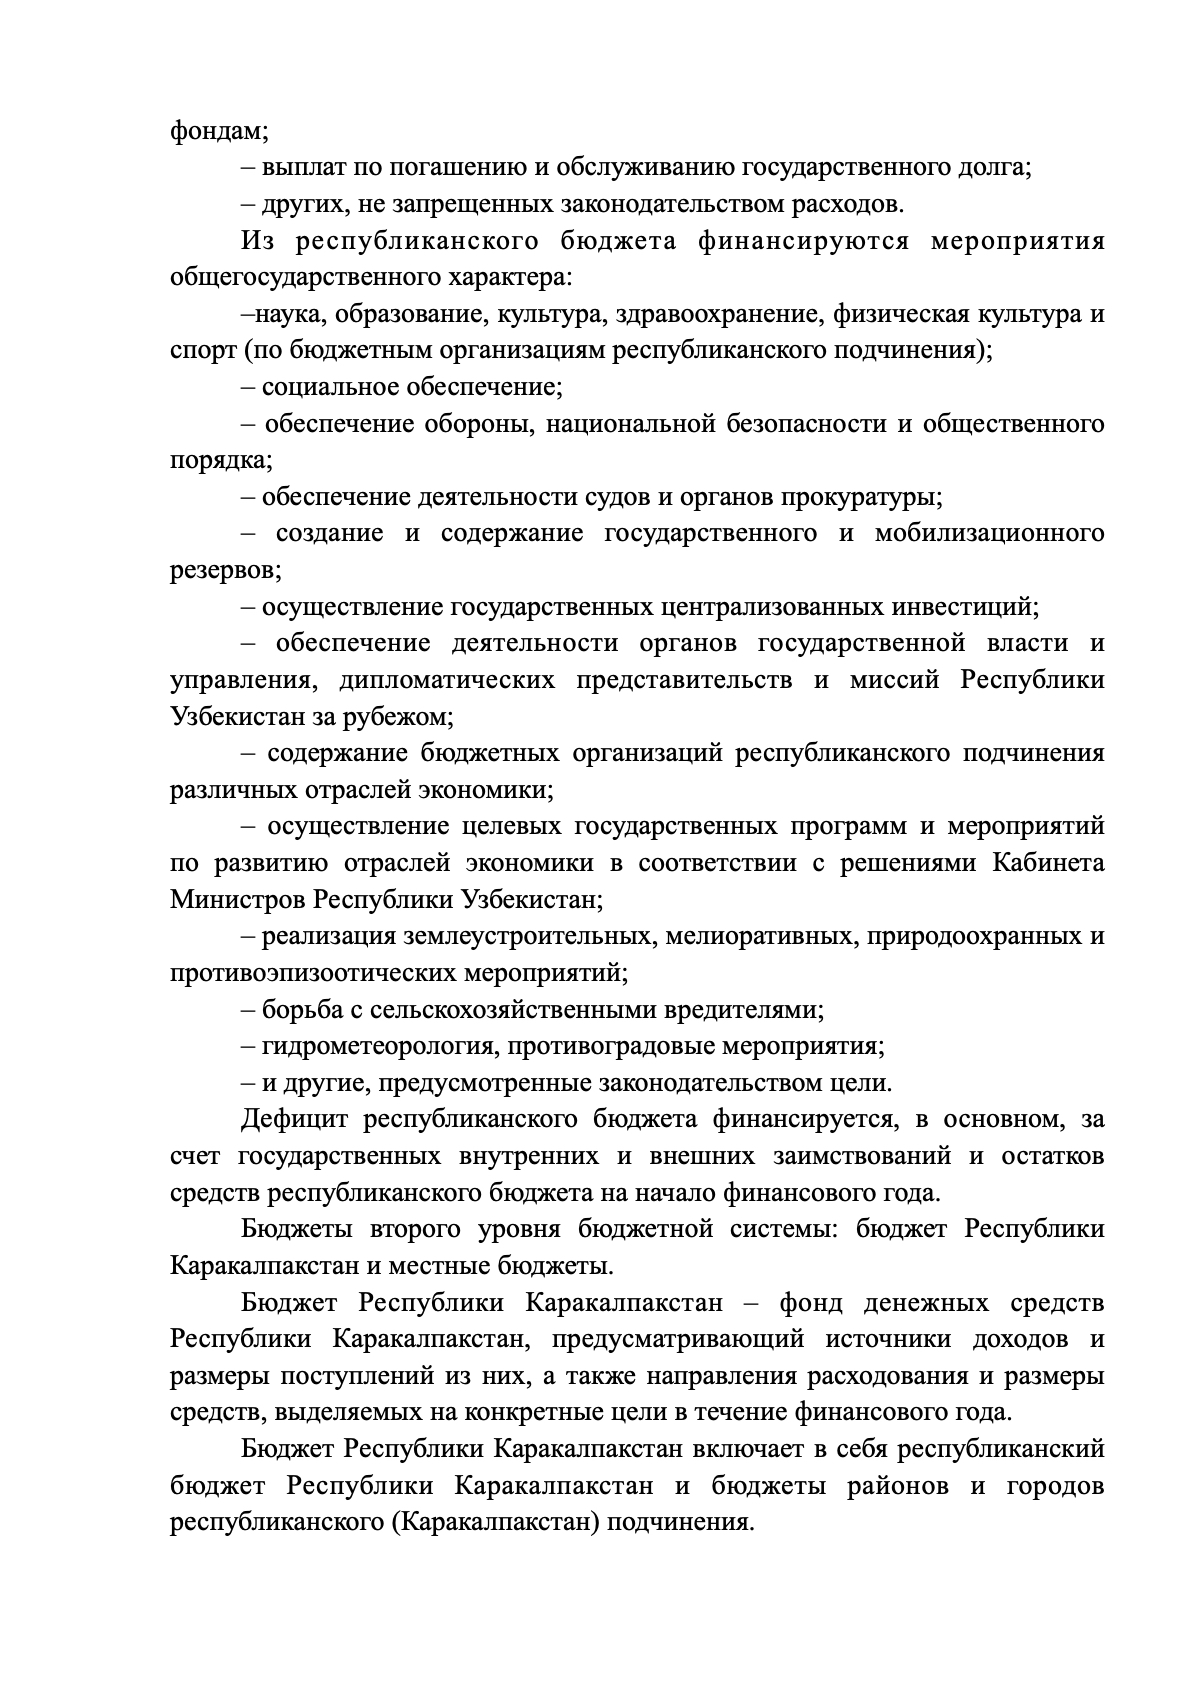 фондам;
– выплат по погашению и обслуживанию государственного долга;
– других, не запрещенных законодательством расходов.
Из республиканского бюджета финансируются мероприятия
общегосударственного характера:
–наука, образование, культура, здравоохранение, физическая культура и
спорт (по бюджетным организациям республиканского подчинения);
– социальное обеспечение;
– обеспечение обороны, национальной безопасности и общественного
порядка;
– обеспечение деятельности судов и органов прокуратуры;
– создание и содержание государственного и мобилизационного
резервов;
– осуществление государственных централизованных инвестиций;
– обеспечение деятельности органов государственной власти и
управления, дипломатических представительств и миссий Республики
Узбекистан за рубежом;
– содержание бюджетных организаций республиканского подчинения
различных отраслей экономики;
– осуществление целевых государственных программ и мероприятий
по развитию отраслей экономики в соответствии с решениями Кабинета
Министров Республики Узбекистан;
– реализация землеустроительных, мелиоративных, природоохранных и
противоэпизоотических мероприятий;
– борьба с сельскохозяйственными вредителями;
– гидрометеорология, противоградовые мероприятия;
– и другие, предусмотренные законодательством цели.
Дефицит республиканского бюджета финансируется, в основном, за
счет государственных внутренних и внешних заимствований и остатков
средств республиканского бюджета на начало финансового года.
Бюджеты второго уровня бюджетной системы: бюджет Республики
Каракалпакстан и местные бюджеты.
Бюджет Республики Каракалпакстан – фонд денежных средств
Республики Каракалпакстан, предусматривающий источники доходов и
размеры поступлений из них, а также направления расходования и размеры
средств, выделяемых на конкретные цели в течение финансового года.
Бюджет Республики Каракалпакстан включает в себя республиканский
бюджет Республики Каракалпакстан и бюджеты районов и городов
республиканского (Каракалпакстан) подчинения.